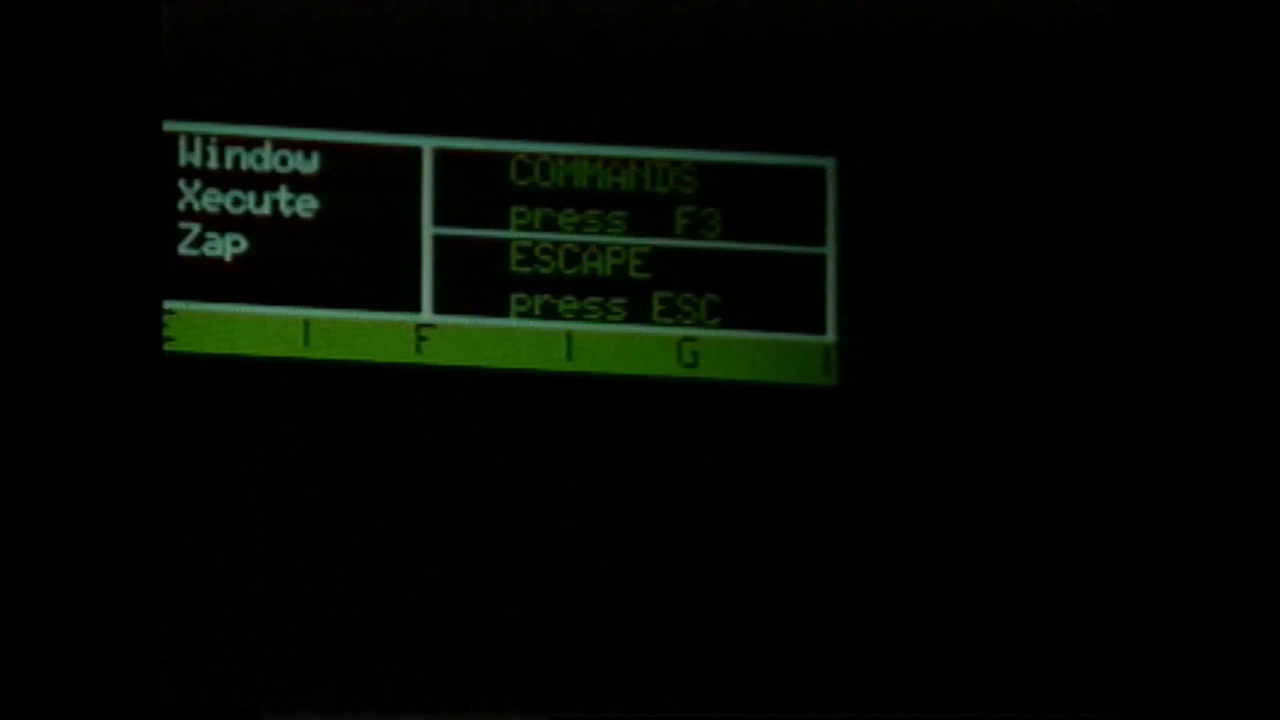 Window
Xecute
Zap
COMMANDS
press F3
ESCAPE
press ESC
E | F | G |